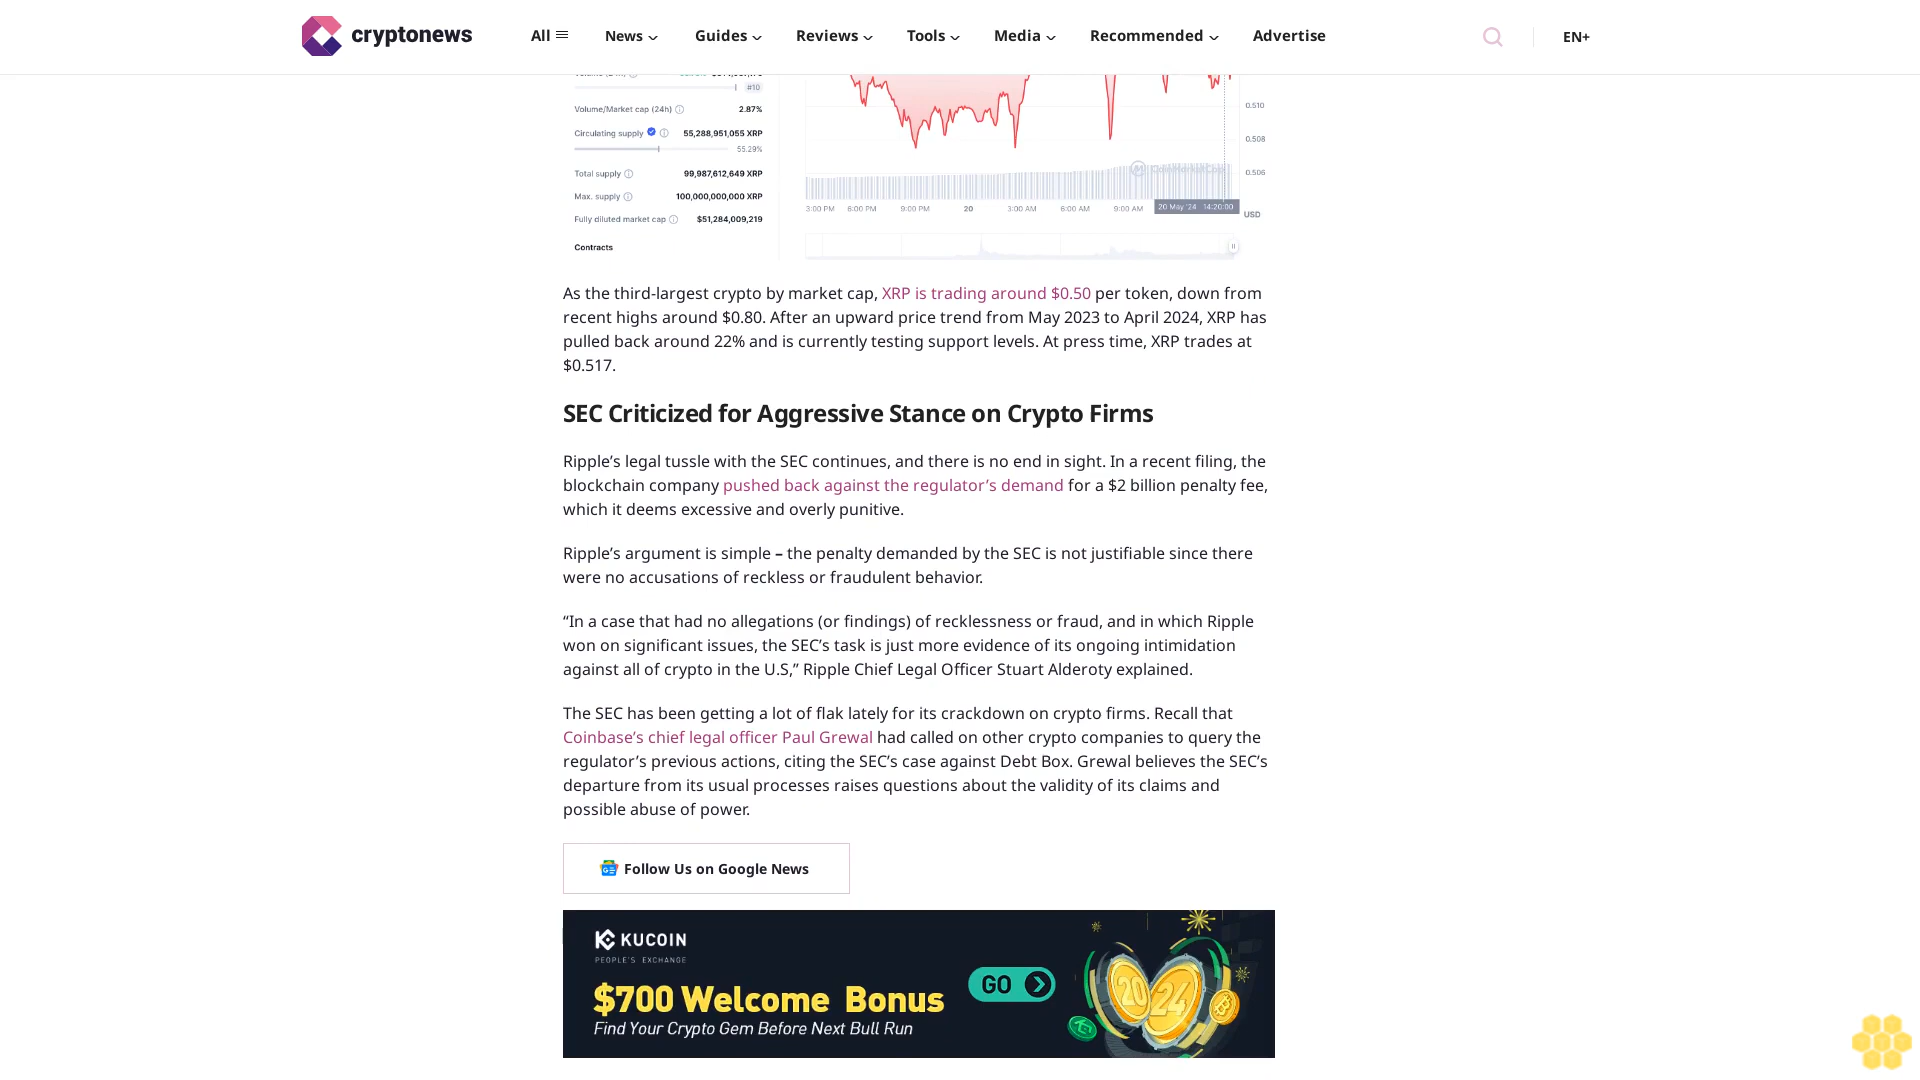 cryptonews
All
News
Guides
Reviews
Tools
Media
Recommended
Advertise
EN+
#10
Volume/Market cap (24h)
2.87%
Circulating supply
55,288,951,055 XRP
55.29%
Total supply
99,987,612,649 XRP
Max. supply
100,000,000,000 XRP
Fully diluted market cap
$51,284,009,219
Contracts
0.510
0.508
0.506
CoinMarketCap
3:00 PM 6:00 PM 9:00 PM 20 3:00 AM 6:00 AM 9:00 AM 20 May '24 14:20:00
USD
As the third-largest crypto by market cap, XRP is trading around $0.50 per token, down from
recent highs around $0.80. After an upward price trend from May 2023 to April 2024, XRP has
pulled back around 22% and is currently testing support levels. At press time, XRP trades at
$0.517.
SEC Criticized for Aggressive Stance on Crypto Firms
Ripple’s legal tussle with the SEC continues, and there is no end in sight. In a recent filing, the
blockchain company pushed back against the regulator’s demand for a $2 billion penalty fee,
which it deems excessive and overly punitive.
Ripple’s argument is simple – the penalty demanded by the SEC is not justifiable since there
were no accusations of reckless or fraudulent behavior.
“In a case that had no allegations (or findings) of recklessness or fraud, and in which Ripple
won on significant issues, the SEC’s task is just more evidence of its ongoing intimidation
against all of crypto in the U.S,” Ripple Chief Legal Officer Stuart Alderoty explained.
The SEC has been getting a lot of flak lately for its crackdown on crypto firms. Recall that
Coinbase’s chief legal officer Paul Grewal had called on other crypto companies to query the
regulator’s previous actions, citing the SEC’s case against Debt Box. Grewal believes the SEC’s
departure from its usual processes raises questions about the validity of its claims and
possible abuse of power.
Follow Us on Google News
KUCOIN
PEOPLE'S EXCHANGE
$700 Welcome Bonus
Find Your Crypto Gem Before Next Bull Run
GO
20 24